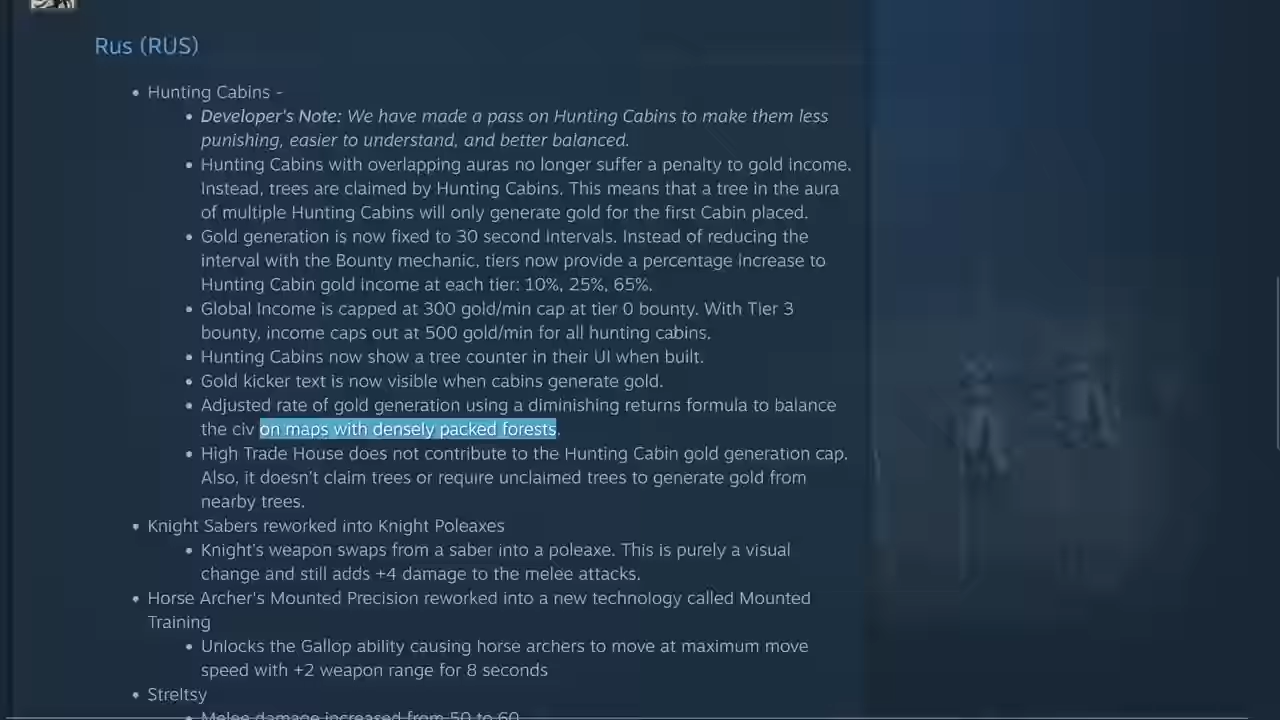 Rus (RUS)
Hunting Cabins -
Developer's Note: We have made a pass on Hunting Cabins to make them less
punishing, easier to understand, and better balanced.
Hunting Cabins with overlapping auras no longer suffer a penalty to gold income.
Instead, trees are claimed by Hunting Cabins. This means that a tree in the aura
of multiple Hunting Cabins will only generate gold for the first Cabin placed.
Gold generation is now fixed to 30 second intervals. Instead of reducing the
interval with the Bounty mechanic, tiers now provide a percentage increase to
Hunting Cabin gold income at each tier: 10%, 25%, 65%.
Global Income is capped at 300 gold/min cap at tier 0 bounty. With Tier 3
bounty, income caps out at 500 gold/min for all hunting cabins.
Hunting Cabins now show a tree counter in their UI when built.
Gold kicker text is now visible when cabins generate gold.
Adjusted rate of gold generation using a diminishing returns formula to balance
the civ on maps with densely packed forests.
High Trade House does not contribute to the Hunting Cabin gold generation cap.
Also, it doesn't claim trees or require unclaimed trees to generate gold from
nearby trees.
Knight Sabers reworked into Knight Poleaxes
Knight's weapon swaps from a saber into a poleaxe. This is purely a visual
change and still adds +4 damage to the melee attacks.
Horse Archer's Mounted Precision reworked into a new technology called Mounted
Training
Unlocks the Gallop ability causing horse archers to move at maximum move
speed with +2 weapon range for 8 seconds
Streltsy
Melee damage increased from 50 to 60